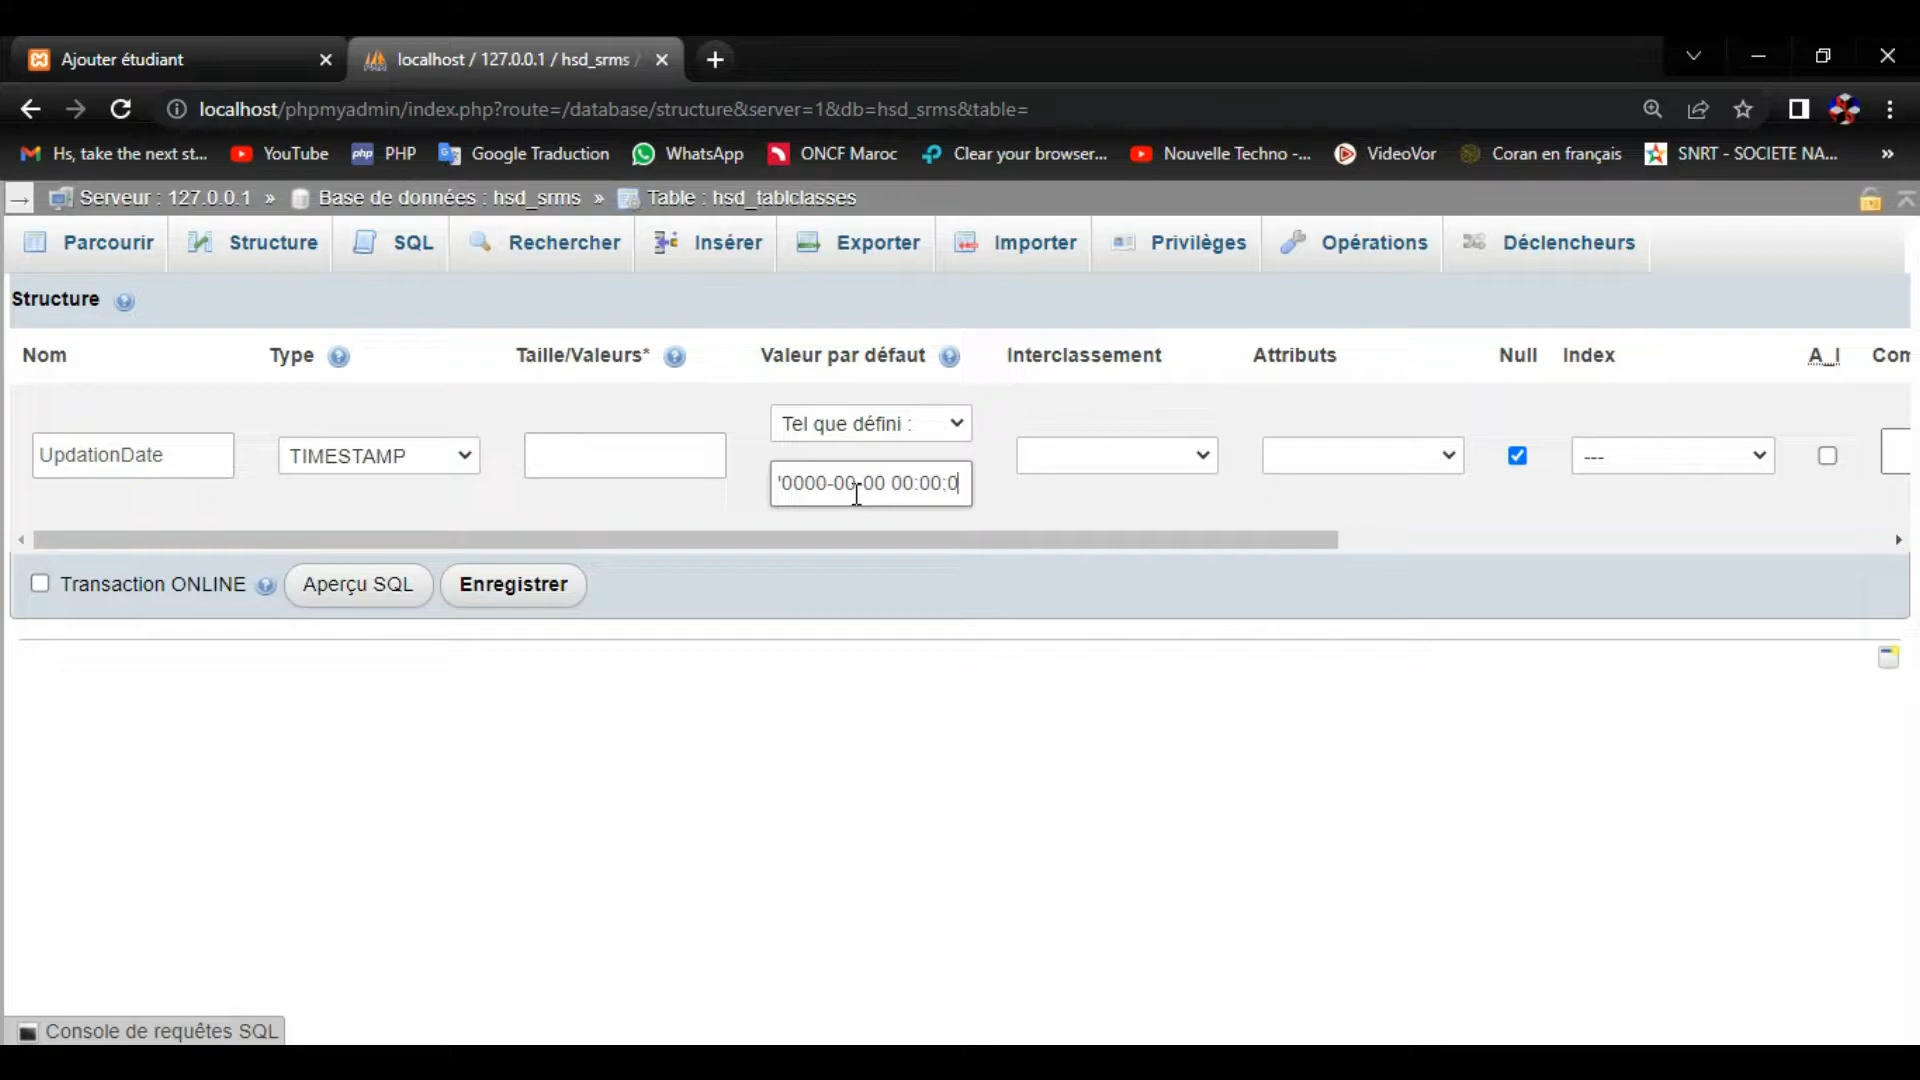 Ajouter étudiant
localhost / 127.0.0.1 / hsd_srms /
localhost/phpmyadmin/index.php?route=/database/structure&server=1&db=hsd_srms&table=
Hs, take the next st... YouTube PHP Google Traduction WhatsApp ONCF Maroc Clear your browser... Nouvelle Techno -... VideoVor Coran en français SNRT - SOCIETE NA... »
Serveur : 127.0.0.1 » Base de données : hsd_srms » Table : hsd_tablclasses
Parcourir Structure SQL Rechercher Insérer Exporter Importer Privilèges Opérations Déclencheurs
Structure
Nom Type Taille/Valeurs* Valeur par défaut Interclassement Attributs Null Index A_I Com
Tel que défini :
UpdationDate TIMESTAMP ---
'0000-00-00 00:00;0
Transaction ONLINE Aperçu SQL Enregistrer
Console de requêtes SQL